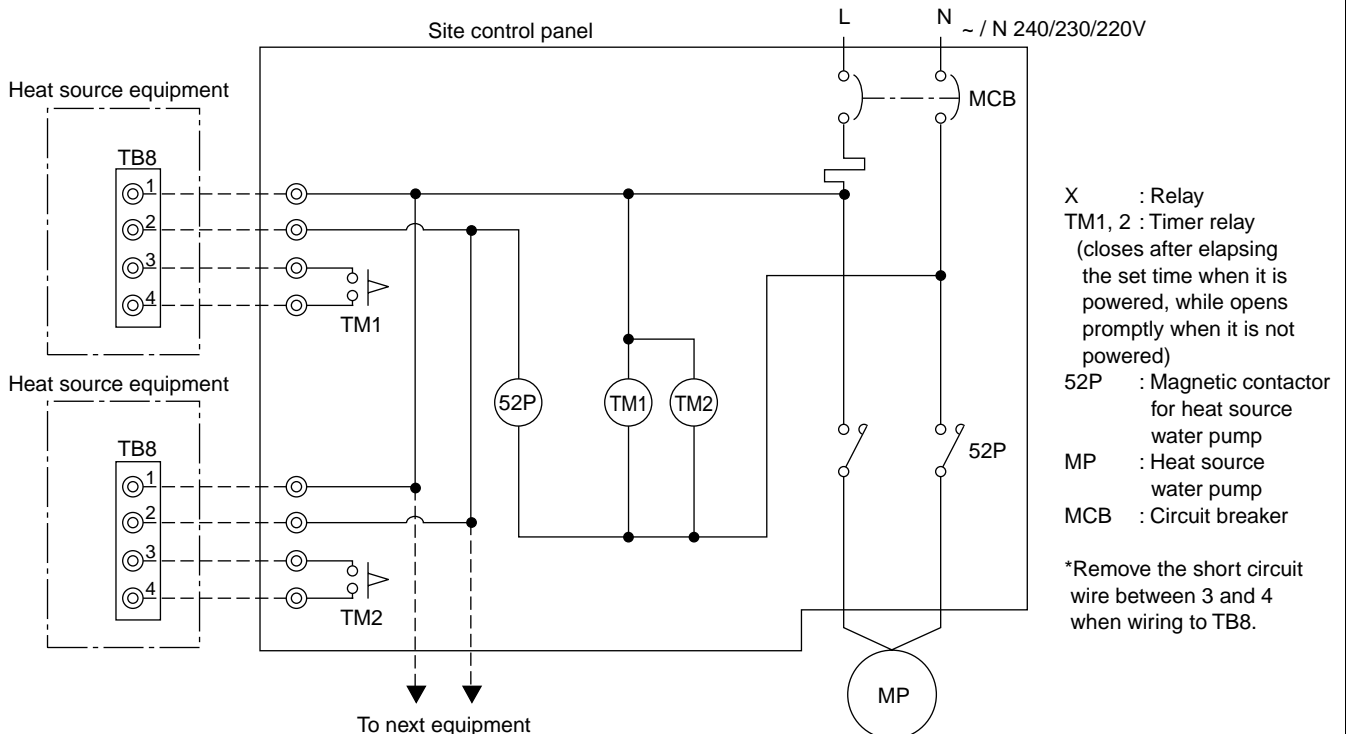 Site control panel
L
N
~ / N 240/230/220V
MCB
Heat source equipment
TB8
1
2
3
4
TM1
Heat source equipment
TB8
1
2
3
4
TM2
52P
TM1
TM2
52P
MP
To next equipment
X : Relay
TM1, 2 : Timer relay
(closes after elapsing
the set time when it is
powered, while opens
promptly when it is not
powered)
52P : Magnetic contactor
for heat source
water pump
MP : Heat source
water pump
MCB : Circuit breaker
*Remove the short circuit
wire between 3 and 4
when wiring to TB8.